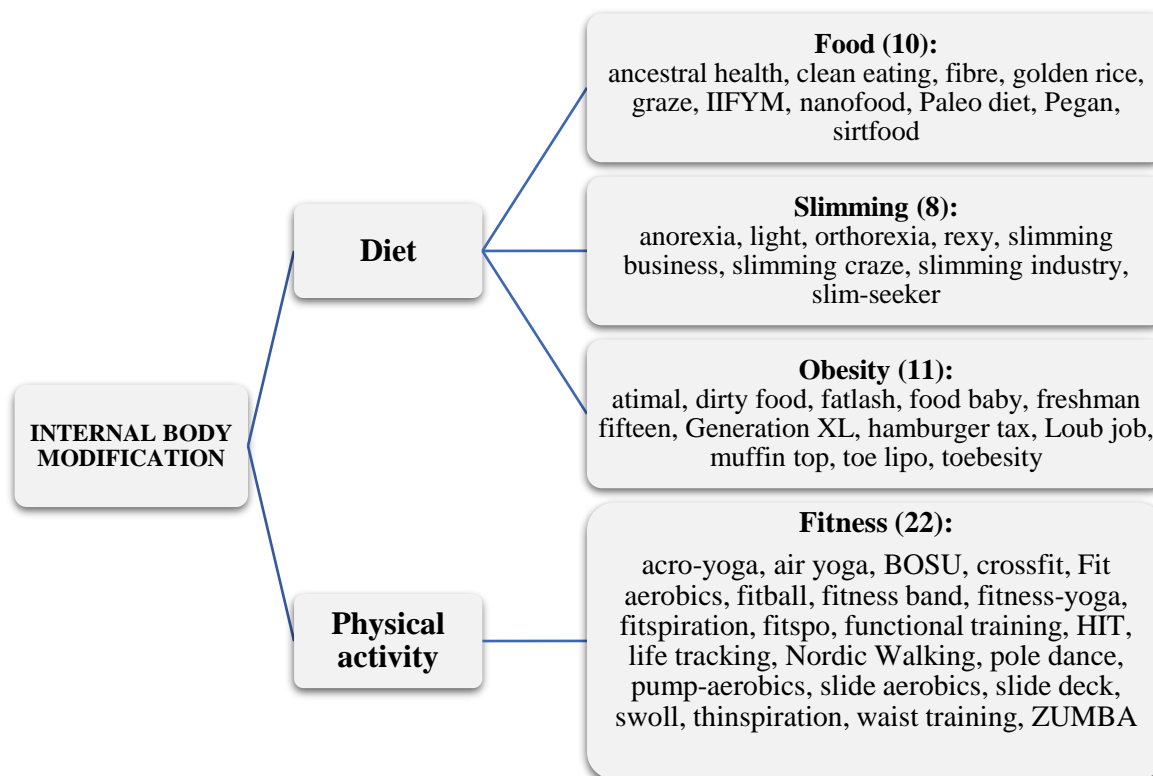 Food (10):
ancestral health, clean eating, fibre, golden rice,
graze, IIFYM, nanofood, Paleo diet, Pegan,
sirtfood
Slimming (8):
anorexia, light, orthorexia, rexy, slimming
business, slimming craze, slimming industry,
slim-seeker
Diet
Obesity (11):
atimal, dirty food, fatlash, food baby, freshman
fifteen, Generation XL, hamburger tax, Loub job,
muffin top, toe lipo, toebesity
INTERNAL BODY
MODIFICATION
Fitness (22):
acro-yoga, air yoga, BOSU, crossfit, Fit
aerobics, fitball, fitness band, fitness-yoga,
fitspiration, fitspo, functional training, HIT,
life tracking, Nordic Walking, pole dance,
pump-aerobics, slide aerobics, slide deck,
swoll, thinspiration, waist training, ZUMBA
Physical
activity